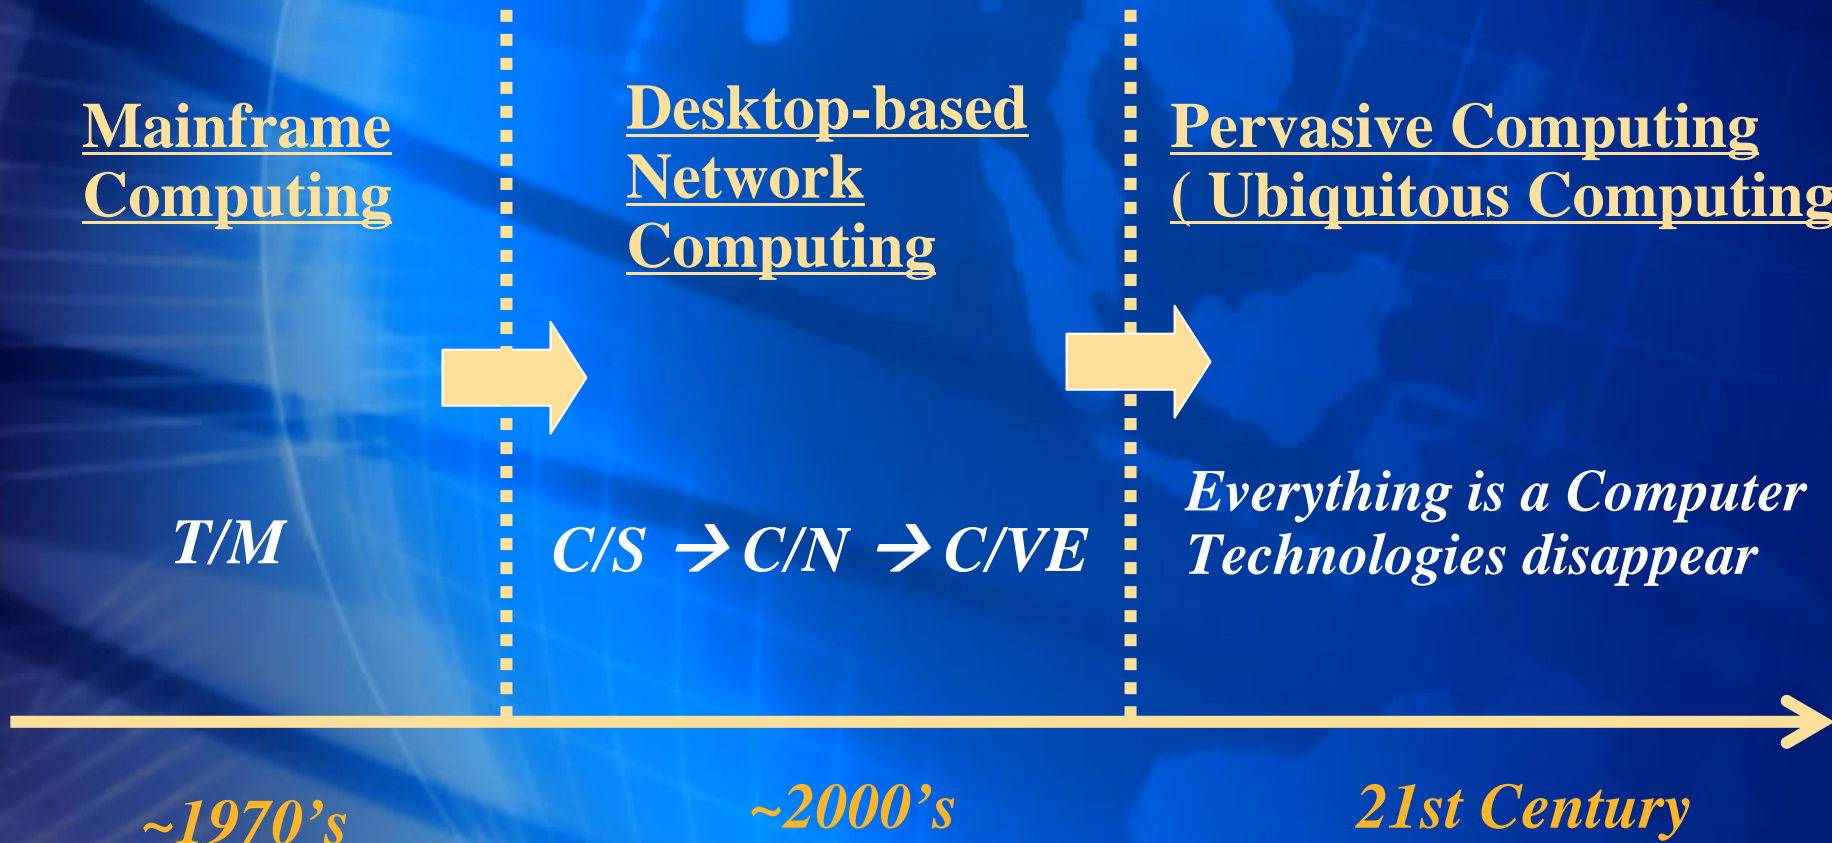 Mainframe
Computing
Desktop-based
Network
Computing
Pervasive Computing
( Ubiquitous Computing
T/M
C/S → C/N → C/VE
Everything is a Computer
Technologies disappear
~1970’s
~2000’s
21st Century